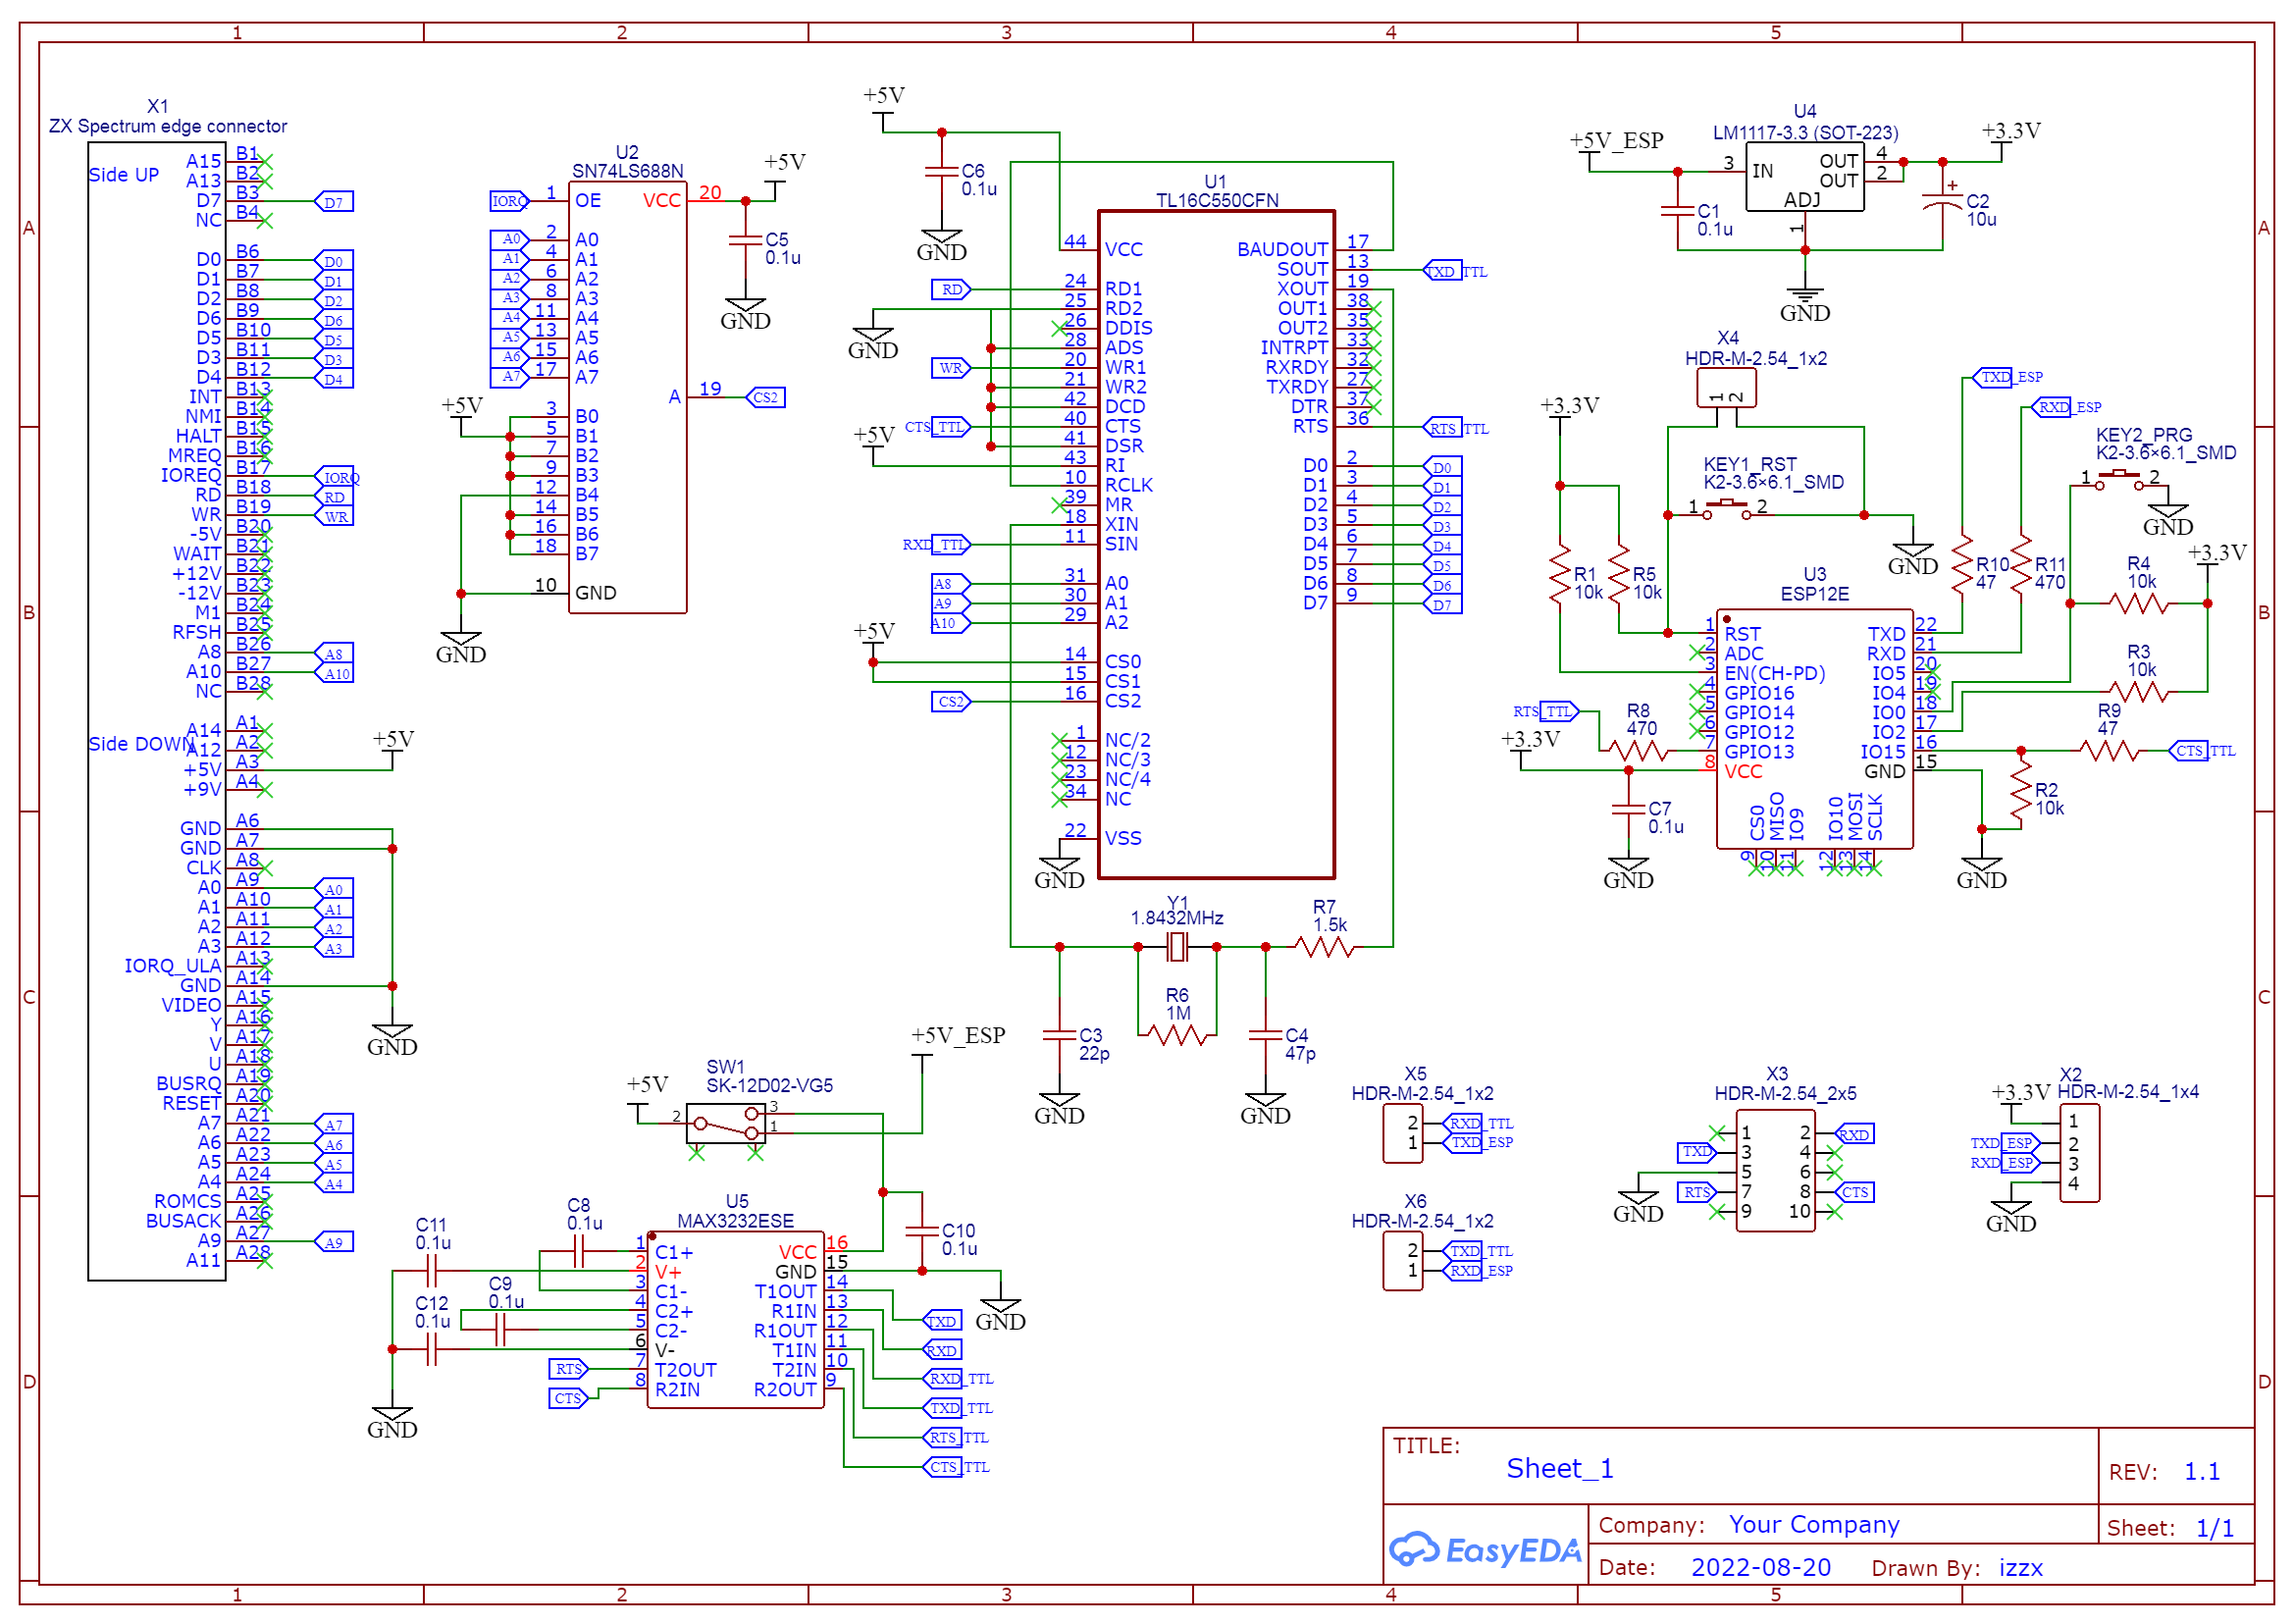 1 2 3 4 5
A
B
C
D
X1
ZX Spectrum edge connector
Side UP
A15 B1
A13 B2
D7 B3 D7
NC B4
D0 B6 D0
D1 B7 D1
D2 B8 D2
D6 B9 D6
D5 B10 D5
D3 B11 D3
D4 B12 D4
INT B13
NMI B14
HALT B15
MREQ B16
IOREQ B17 IORQ
RD B18 RD
WR B19 WR
-5V B20
WAIT B21
+12V B22
-12V B23
M1 B24
RFSH B25
A8 B26 A8
A10 B27 A10
NC B28
Side DOWN
A14 A1
A12 A2
+5V A3 +5V
+9V A4
GND A6
GND A7
CLK A8
A0 A9 A0
A1 A10 A1
A2 A11 A2
A3 A12 A3
IORQ_ULA A13
GND A14
VIDEO A15
Y A16
V A17
U A18
BUSRQ A19
RESET A20
A7 A21 A7
A6 A22 A6
A5 A23 A5
A4 A24 A4
ROMCS A25
BUSACK A26
A9 A27 A9
A11 A28
GND
U2
SN74LS688N
IORQ 1 OE VCC 20 +5V
A0 2 A0
A1 4 A1
A2 6 A2
A3 8 A3
A4 11 A4
A5 13 A5
A6 15 A6
A7 17 A7
A 19 CS2
+5V
3 B0
5 B1
7 B2
9 B3
12 B4
14 B5
16 B6
18 B7
10 GND
GND
C5
0.1u
GND
+5V
C6
0.1u
GND
U1
TL16C550CFN
44 VCC
RD 24 RD1
25 RD2
26 DDIS
28 ADS
WR 20 WR1
21 WR2
42 DCD
CTS_TTL 40 CTS
41 DSR
+5V 43 RI
10 RCLK
39 MR
18 XIN
RXD_TTL 11 SIN
A8 31 A0
A9 30 A1
A10 29 A2
+5V
14 CS0
15 CS1
CS2 16 CS2
1 NC/2
12 NC/3
23 NC/4
34 NC
22 VSS
GND
GND
BAUDOUT 17
SOUT 13 TXD_TTL
XOUT 19
OUT1 38
OUT2 35
INTRPT 33
RXRDY 32
TXRDY 27
DTR 37
RTS 36 RTS_TTL
D0 2 D0
D1 3 D1
D2 4 D2
D3 5 D3
D4 6 D4
D5 7 D5
D6 8 D6
D7 9 D7
Y1
1.8432MHz
R7
1.5k
R6
1M
C3
22p
C4
47p
GND
GND
U4
LM1117-3.3 (SOT-223)
+5V_ESP
3 IN OUT 4
OUT 2
ADJ
1
+3.3V
C1
0.1u
C2
10u
GND
X4
HDR-M-2.54_1x2
1 2
+3.3V
KEY1_RST
K2-3.6×6.1_SMD
1 2
GND
R1
10k
R5
10k
TXD_ESP
RXD_ESP
KEY2_PRG
K2-3.6×6.1_SMD
1 2
GND
R10
47
R11
470
R4
10k
+3.3V
R3
10k
U3
ESP12E
1 RST
2 ADC
3 EN(CH-PD)
4 GPIO16
5 GPIO14
6 GPIO12
7 GPIO13
8 VCC
TXD 22
RXD 21
IO5 20
IO4 19
IO0 18
IO2 17
IO15 16
GND 15
CS0 MISO IO9 IO10 MOSI SCLK
9 10 11 12 13 14
RTS_TTL
R8
470
+3.3V
C7
0.1u
GND
R9
47
CTS_TTL
R2
10k
GND
SW1
SK-12D02-VG5
+5V
2 3
1
+5V_ESP
U5
MAX3232ESE
C8
0.1u
C11
0.1u
C9
0.1u
C12
0.1u
1 C1+
2 V+
3 C1-
4 C2+
5 C2-
6 V-
RTS 7 T2OUT
CTS 8 R2IN
VCC 16
GND 15
T1OUT 14 TXD
R1IN 13 RXD
R1OUT 12 RXD_TTL
T1IN 11 TXD_TTL
T2IN 10 RTS_TTL
R2OUT 9 CTS_TTL
C10
0.1u
GND
GND
X5
HDR-M-2.54_1x2
2 RXD_TTL
1 TXD_ESP
X6
HDR-M-2.54_1x2
2 TXD_TTL
1 RXD_ESP
X3
HDR-M-2.54_2x5
1 2 RXD
TXD 3 4
5 6
RTS 7 8 CTS
9 10
GND
X2
HDR-M-2.54_1x4
+3.3V 1
TXD_ESP 2
RXD_ESP 3
4
GND
TITLE:
Sheet_1
REV: 1.1
EasyEDA
Company: Your Company
Sheet: 1/1
Date: 2022-08-20
Drawn By: izzx
A
B
C
D
1 2 3 4 5